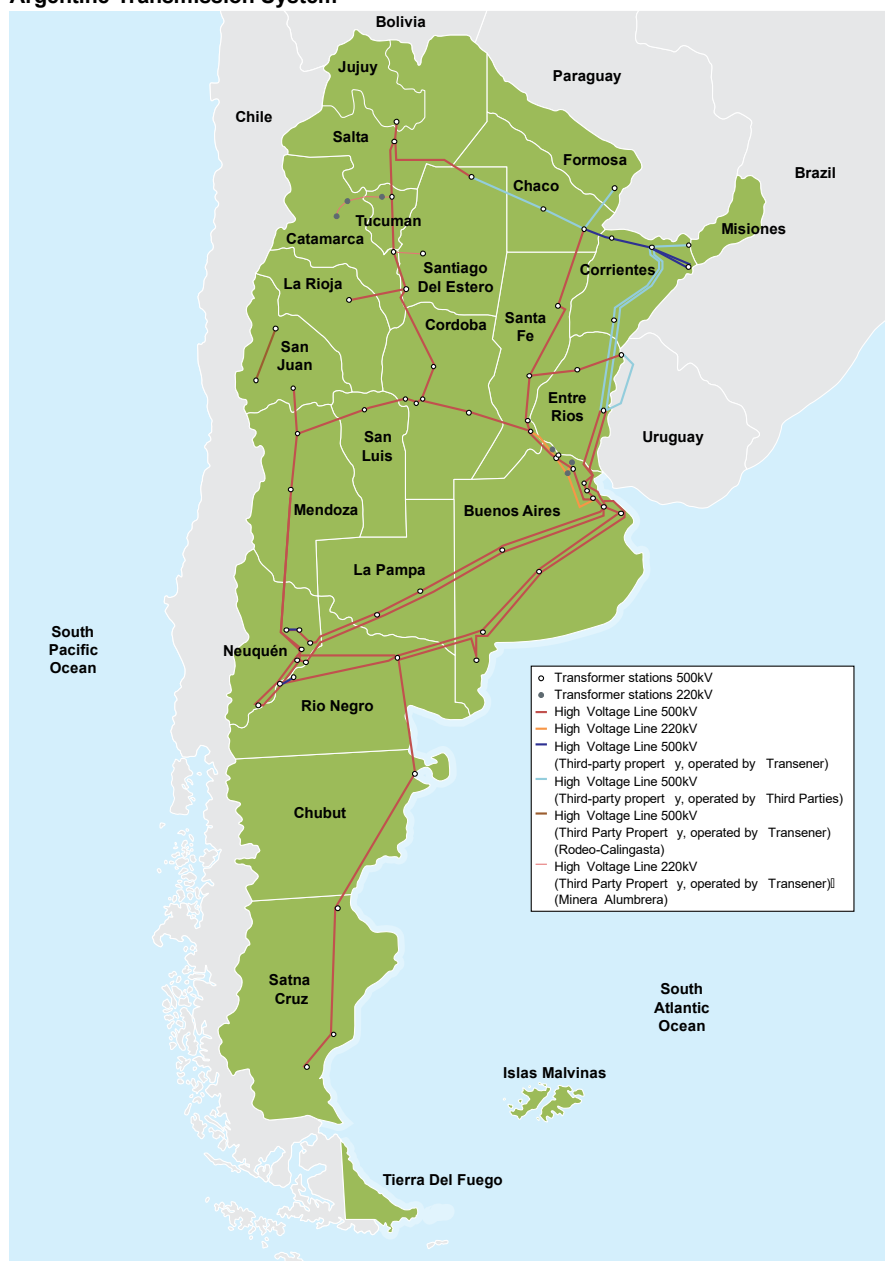 Argentine Transmission System
Bolivia
Jujuy
Paraguay
Chile
Salta
Formosa
Brazil
Chaco
Tucuman
Misiones
Catamarca
Santiago
Del Estero
Corrientes
La Rioja
Cordoba
Santa
Fe
San
Juan
Entre
Rios
San
Luis
Uruguay
Mendoza
Buenos Aires
La Pampa
South
Pacific
Ocean
Neuquén
Rio Negro
Transformer stations 500kV
Transformer stations 220kV
High Voltage Line 500kV
High Voltage Line 220kV
High Voltage Line 500kV
(Third-party propert y, operated by Transener)
High Voltage Line 500kV
(Third-party propert y, operated by Third Parties)
High Voltage Line 500kV
(Third Party Propert y, operated by Transener)
(Rodeo-Calingasta)
High Voltage Line 220kV
(Third Party Propert y, operated by Transener)
(Minera Alumbrera)
Chubut
Satna
Cruz
South
Atlantic
Ocean
Islas Malvinas
Tierra Del Fuego